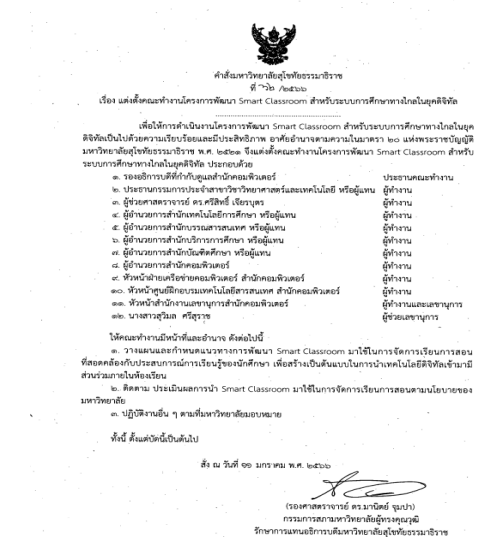 คำสั่งมหาวิทยาลัยสุโขทัยธรรมาธิราช
ที่ ๖๒ /๒๕๖๖
เรื่อง แต่งตั้งคณะทำงานโครงการพัฒนา Smart Classroom สำหรับระบบการศึกษาทางไกลในยุคดิจิทัล
เพื่อให้การดำเนินงานโครงการพัฒนา Smart Classroom สำหรับระบบการศึกษาทางไกลในยุค
ดิจิทัลเป็นไปด้วยความเรียบร้อยและมีประสิทธิภาพ อาศัยอำนาจตามความในมาตรา ๒๐ แห่งพระราชบัญญัติ
มหาวิทยาลัยสุโขทัยธรรมาธิราช พ.ศ. ๒๕๒๑ จึงแต่งตั้งคณะทำงานโครงการพัฒนา Smart Classroom สำหรับ
ระบบการศึกษาทางไกลในยุคดิจิทัล ประกอบด้วย
๑. รองอธิการบดีที่กำกับดูแลสำนักคอมพิวเตอร์ ประธานคณะทำงาน
๒. ประธานกรรมการประจำสาขาวิชาวิทยาศาสตร์และเทคโนโลยี หรือผู้แทน ผู้ทำงาน
๓. ผู้ช่วยศาสตราจารย์ ดร.ศรีสิทธิ์ เจียรบุตร ผู้ทำงาน
๔. ผู้อำนวยการสำนักเทคโนโลยีการศึกษา หรือผู้แทน ผู้ทำงาน
๕. ผู้อำนวยการสำนักบรรณสารสนเทศ หรือผู้แทน ผู้ทำงาน
๖. ผู้อำนวยการสำนักบริการการศึกษา หรือผู้แทน ผู้ทำงาน
๗. ผู้อำนวยการสำนักบัณฑิตศึกษา หรือผู้แทน ผู้ทำงาน
๘. ผู้อำนวยการสำนักคอมพิวเตอร์ ผู้ทำงาน
๙. หัวหน้าฝ่ายเครือข่ายคอมพิวเตอร์ สำนักคอมพิวเตอร์ ผู้ทำงาน
๑๐. หัวหน้าศูนย์ฝึกอบรมเทคโนโลยีสารสนเทศ สำนักคอมพิวเตอร์ ผู้ทำงาน
๑๑. หัวหน้าสำนักงานเลขานุการสำนักคอมพิวเตอร์ ผู้ทำงานและเลขานุการ
๑๒. นางสาวสุวิมล ศรีสุราช ผู้ช่วยเลขานุการ
ให้คณะทำงานมีหน้าที่และอำนาจ ดังต่อไปนี้
๑. วางแผนและกำหนดแนวทางการพัฒนา Smart Classroom มาใช้ในการจัดการเรียนการสอน
ที่สอดคล้องกับประสบการณ์การเรียนรู้ของนักศึกษา เพื่อสร้างเป็นต้นแบบในการนำเทคโนโลยีดิจิทัลเข้ามามี
ส่วนร่วมภายในห้องเรียน
๒. ติดตาม ประเมินผลการนำ Smart Classroom มาใช้ในการจัดการเรียนการสอนตามนโยบายของ
มหาวิทยาลัย
๓. ปฏิบัติงานอื่น ๆ ตามที่มหาวิทยาลัยมอบหมาย
ทั้งนี้ ตั้งแต่บัดนี้เป็นต้นไป
สั่ง ณ วันที่ ๑๑ มกราคม พ.ศ. ๒๕๖๖
(รองศาสตราจารย์ ดร.มานิตย์ จุมปา)
กรรมการสภามหาวิทยาลัยผู้ทรงคุณวุฒิ
รักษาการแทนอธิการบดีมหาวิทยาลัยสุโขทัยธรรมาธิราช